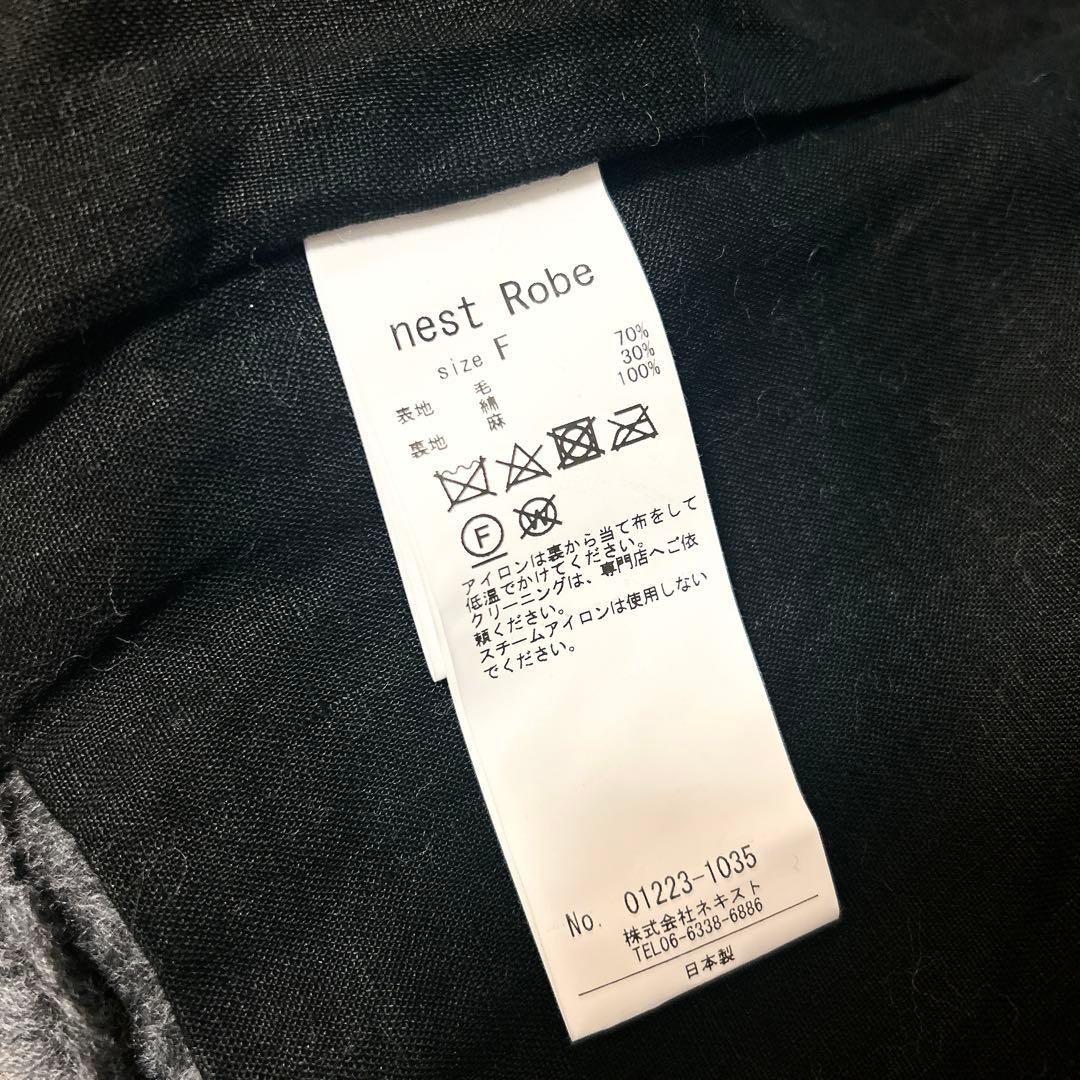 nest Robe
size F
表地 毛 70%
綿 30%
裏地 麻 100%
F W
アイロンは裏から当て布をして
低温でかけてください。
クリーニングは、専門店へご依
頼ください。
スチームアイロンは使用しない
でください。
No. 01223-1035
株式会社ネキスト
TEL06-6338-6886
日本製